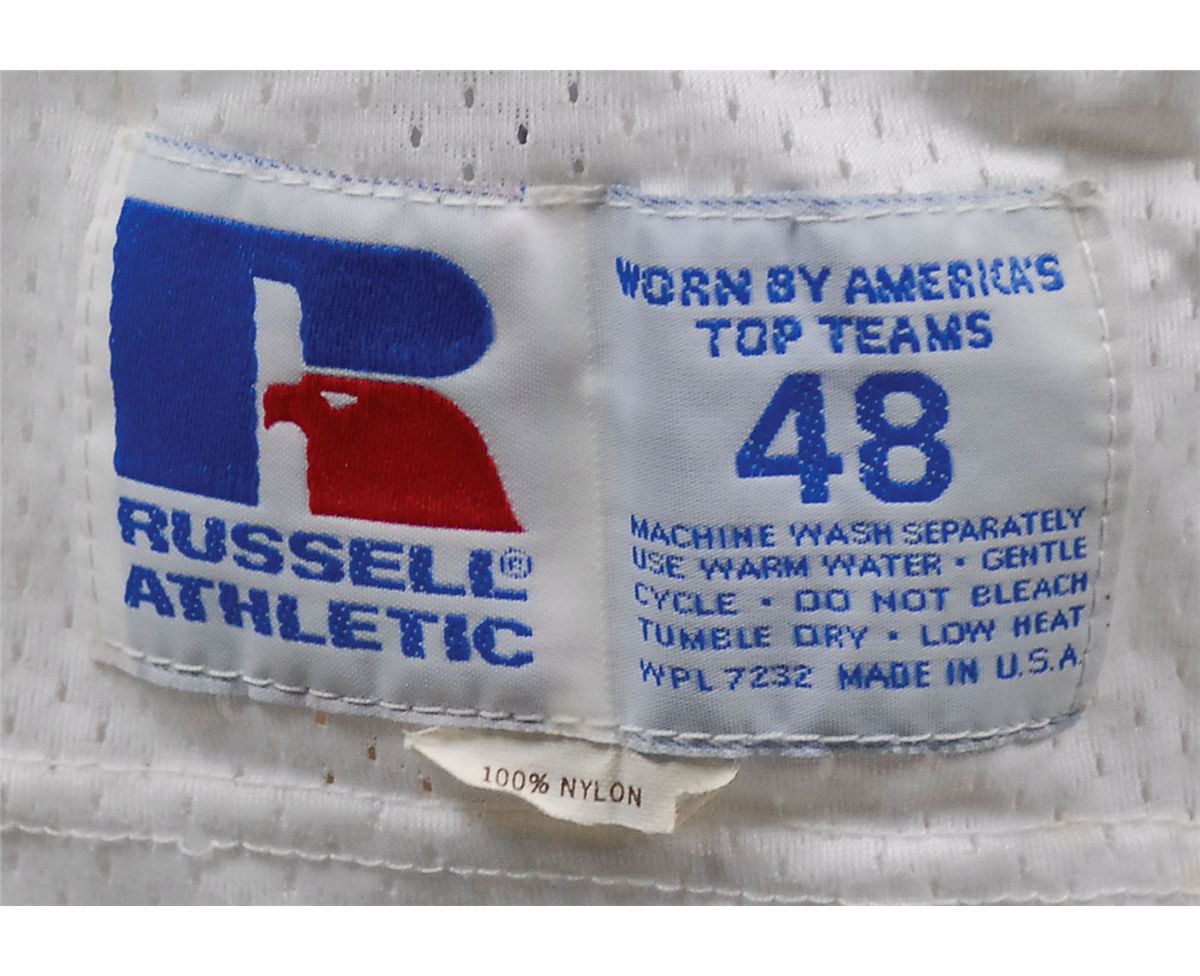 RUSSELL®
ATHLETIC
WORN BY AMERICA'S
TOP TEAMS
48
MACHINE WASH SEPARATELY
USE WARM WATER • GENTLE
CYCLE • DO NOT BLEACH
TUMBLE DRY • LOW HEAT
WPL 7232 MADE IN U.S.A.
100% NYLON